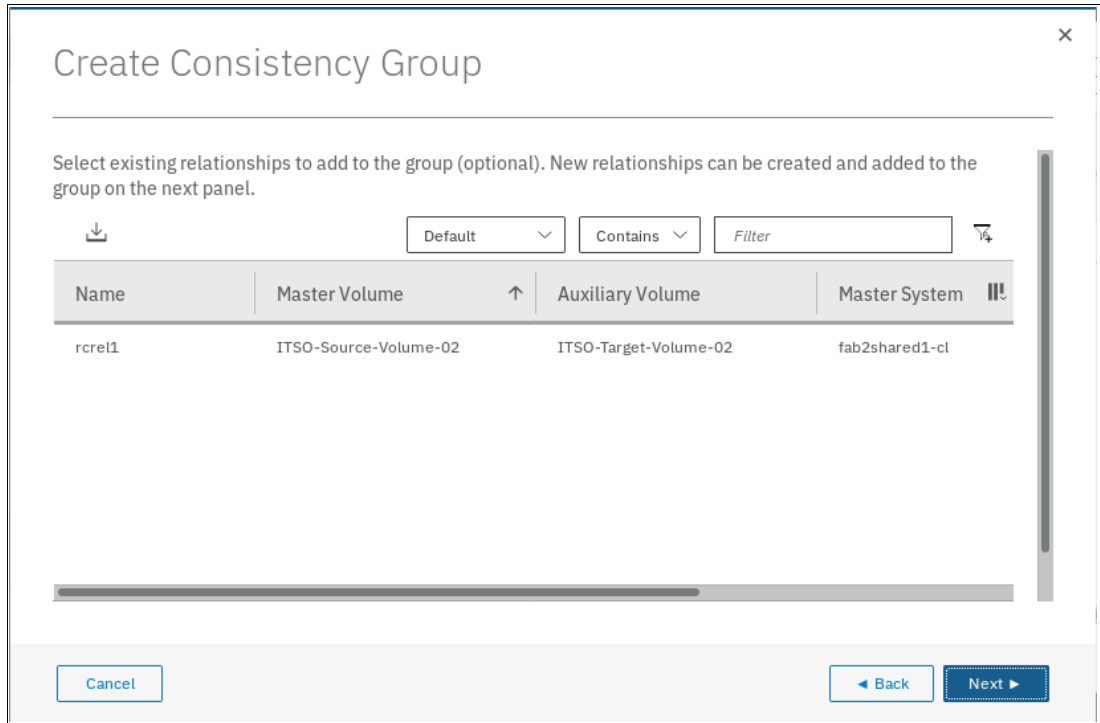 Create Consistency Group
Select existing relationships to add to the group (optional). New relationships can be created and added to the
group on the next panel.
Default Contains Filter
Name Master Volume Auxiliary Volume Master System
rcrel1 ITSO-Source-Volume-02 ITSO-Target-Volume-02 fab2shared1-cl
Cancel Back Next